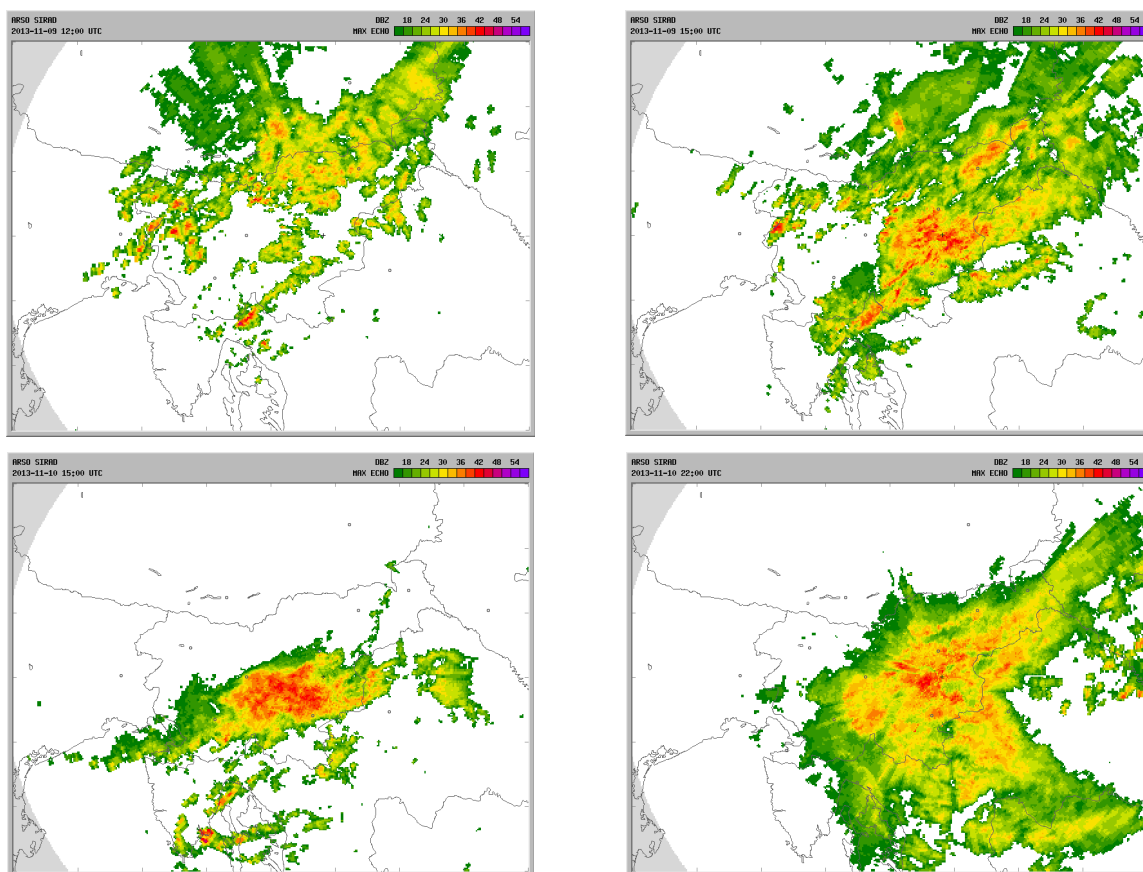 ARSO SIRAD DBZ 18 24 30 36 42 48 54
2013-11-09 12:00 UTC MAX ECHO
ARSO SIRAD DBZ 18 24 30 36 42 48 54
2013-11-09 15:00 UTC MAX ECHO
ARSO SIRAD DBZ 18 24 30 36 42 48 54
2013-11-10 15:00 UTC MAX ECHO
ARSO SIRAD DBZ 18 24 30 36 42 48 54
2013-11-10 22:00 UTC MAX ECHO